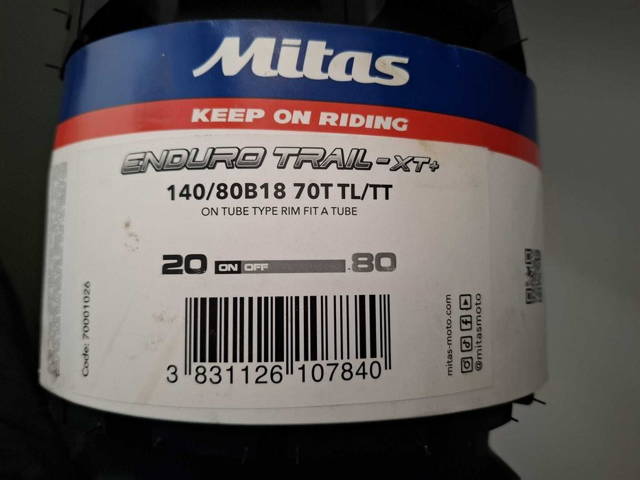 Mitas
KEEP ON RIDING
ENDURO TRAIL-XT+
140/80B18 70T TL/TT
ON TUBE TYPE RIM FIT A TUBE
20 ON OFF 80
3 831126 107840
Code: 70001026
mitas-moto.com
@mitasmoto